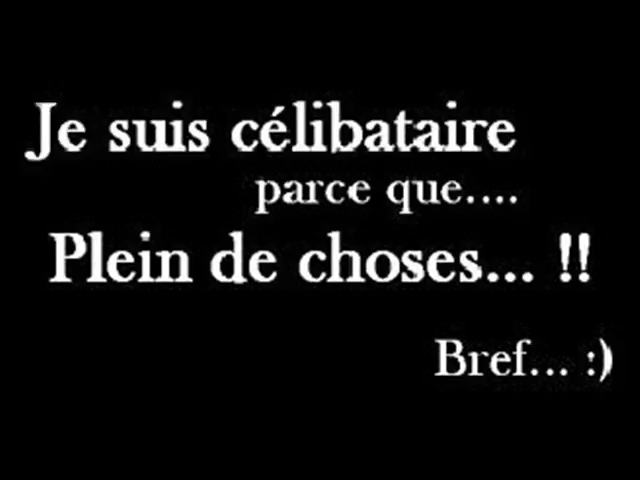 Je suis célibataire
parce que....
Plein de choses... !!
Bref... :)